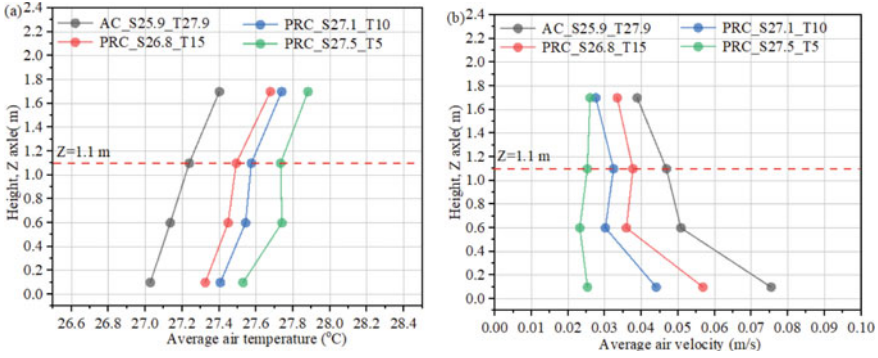 (a)
AC_S25.9_T27.9
PRC_S27.1_T10
PRC_S26.8_T15
PRC_S27.5_T5
2.4
2.2
2.0
1.8
1.6
1.4
1.2
1.0
0.8
0.6
0.4
0.2
0.0
Height, Z axle(m)
Z=1.1 m
26.6 26.8 27.0 27.2 27.4 27.6 27.8 28.0 28.2 28.4
Average air temperature (°C)
(b)
AC_S25.9_T27.9
PRC_S27.1_T10
PRC_S26.8_T15
PRC_S27.5_T5
2.4
2.2
2.0
1.8
1.6
1.4
1.2
1.0
0.8
0.6
0.4
0.2
0.0
Height, Z axle(m)
Z=1.1 m
0.00 0.01 0.02 0.03 0.04 0.05 0.06 0.07 0.08 0.09 0.10
Average air velocity (m/s)